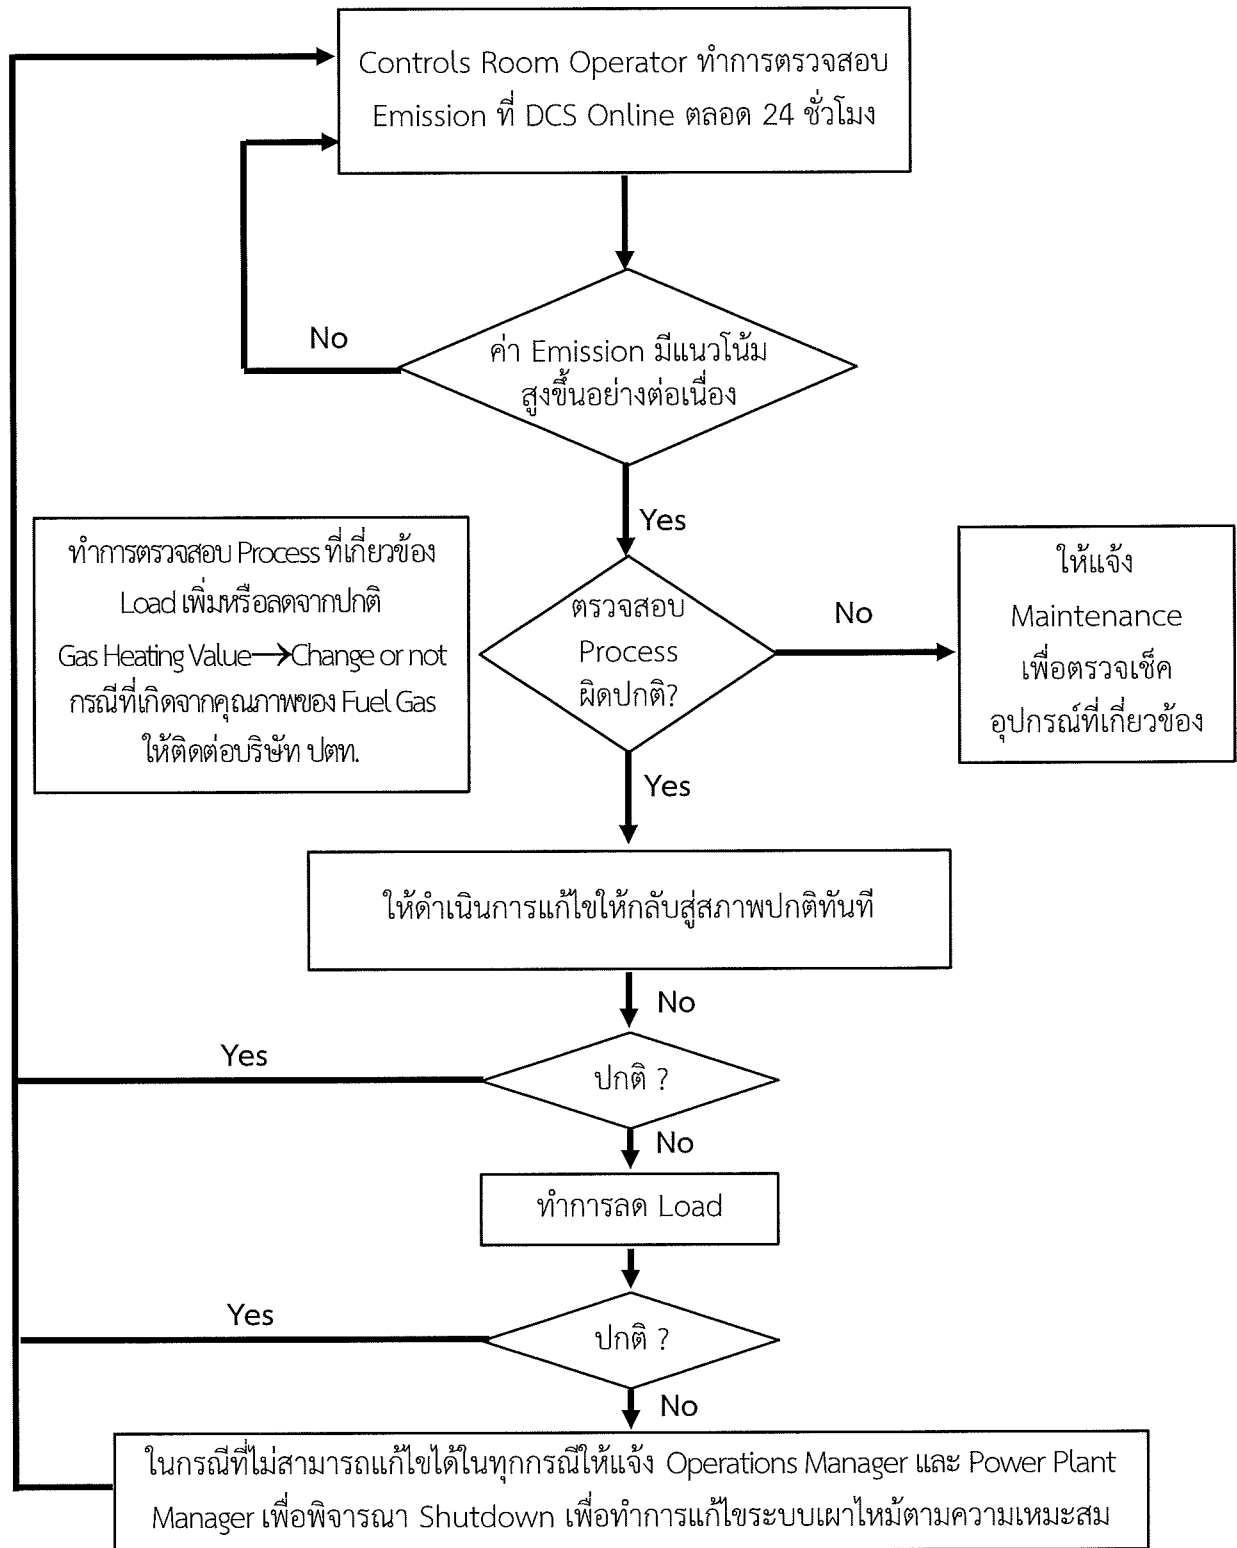 Controls Room Operator ทำการตรวจสอบ
Emission ที่ DCS Online ตลอด 24 ชั่วโมง
No
ค่า Emission มีแนวโน้ม
สูงขึ้นอย่างต่อเนื่อง
Yes
ทำการตรวจสอบ Process ที่เกี่ยวข้อง
Load เพิ่มหรือลดจากปกติ
Gas Heating Value→Change or not
กรณีที่เกิดจากคุณภาพของ Fuel Gas
ให้ติดต่อบริษัท ปตท.
ตรวจสอบ
Process
ผิดปกติ?
No
ให้แจ้ง
Maintenance
เพื่อตรวจเช็ค
อุปกรณ์ที่เกี่ยวข้อง
Yes
ให้ดำเนินการแก้ไขให้กลับสู่สภาพปกติทันที
No
Yes
ปกติ ?
No
ทำการลด Load
Yes
ปกติ ?
No
ในกรณีที่ไม่สามารถแก้ไขได้ในทุกกรณีให้แจ้ง Operations Manager และ Power Plant
Manager เพื่อพิจารณา Shutdown เพื่อทำการแก้ไขระบบเผาไหม้ตามความเหมะสม